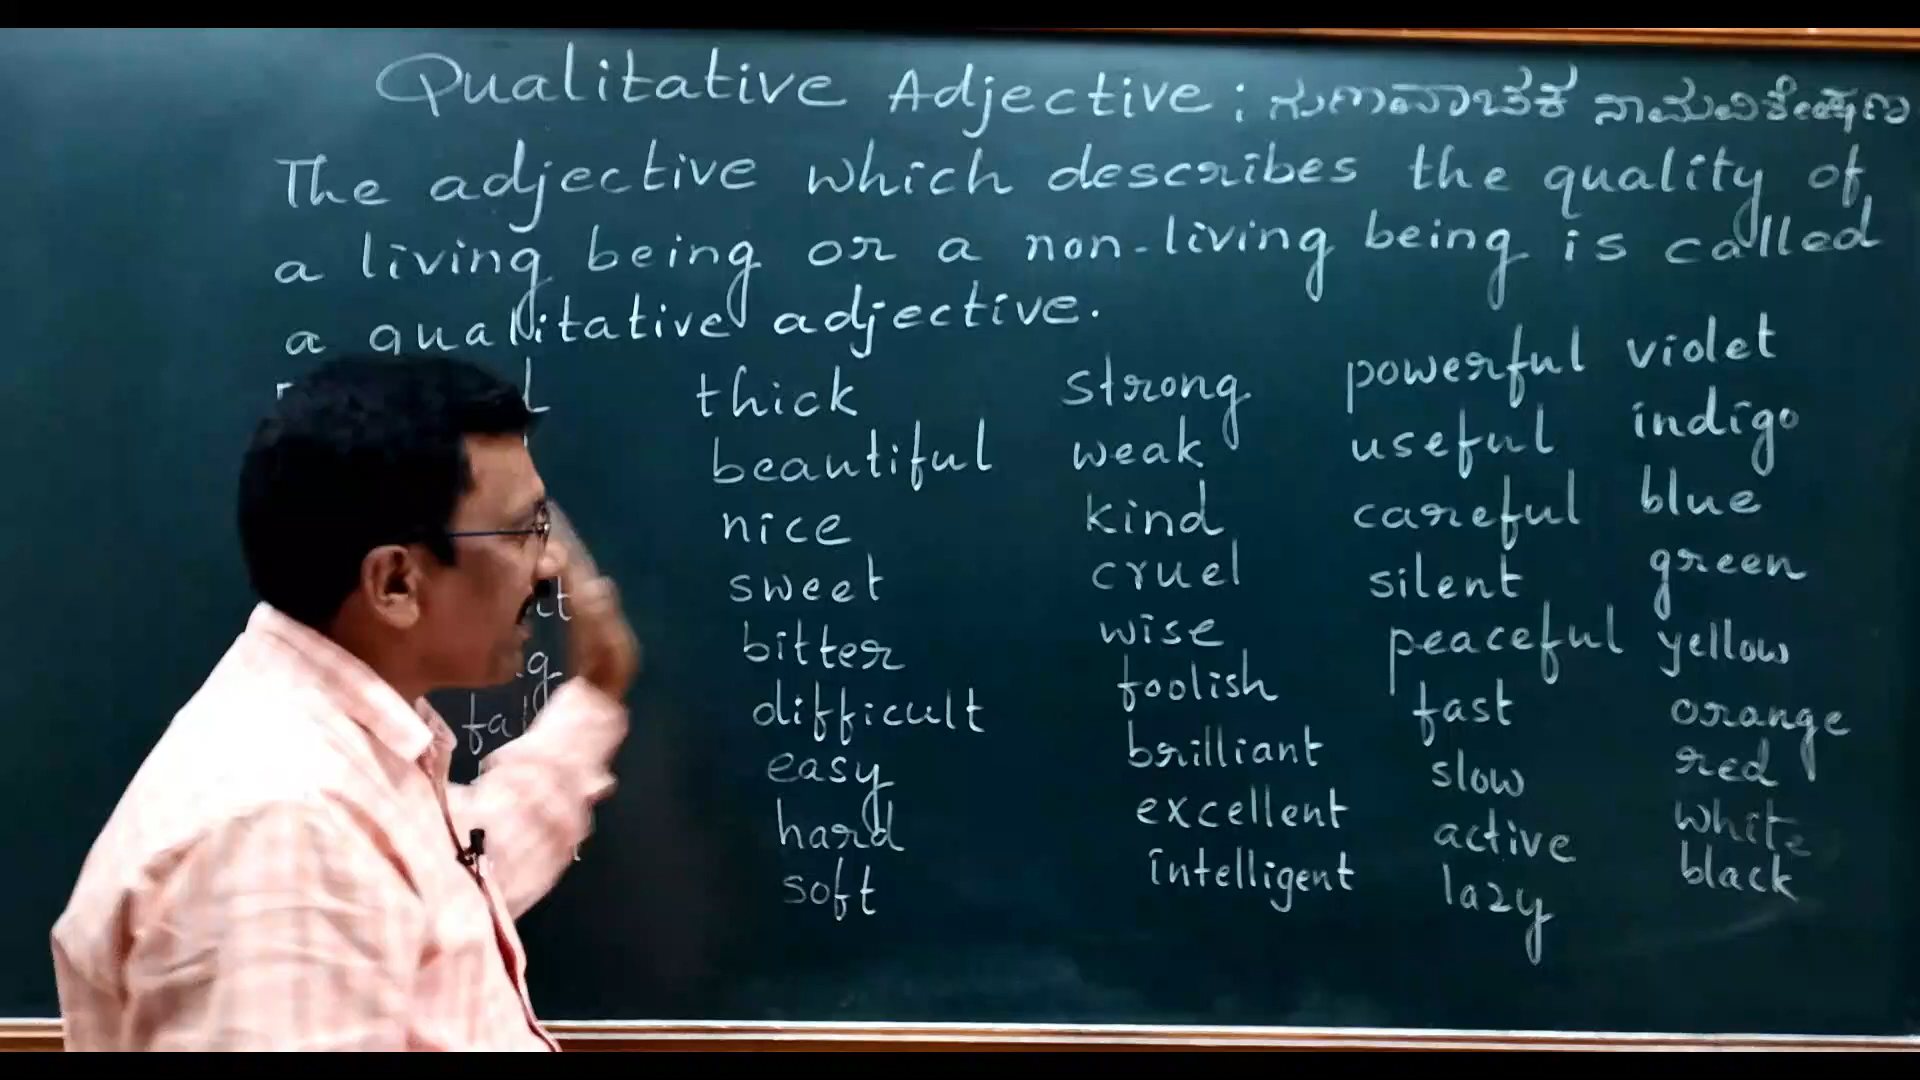 Qualitative Adjective : ಗುಣವಾಚಕ ನಾಮವಿಶೇಷಣ
The adjective which describes the quality of
a living being or a non-living being is called
a qualitative adjective.
thick strong powerful violet
beautiful weak useful indigo
nice kind careful blue
sweet cruel silent green
bitter wise peaceful yellow
difficult foolish fast orange
easy brilliant slow red
hard excellent active white
soft intelligent lazy black